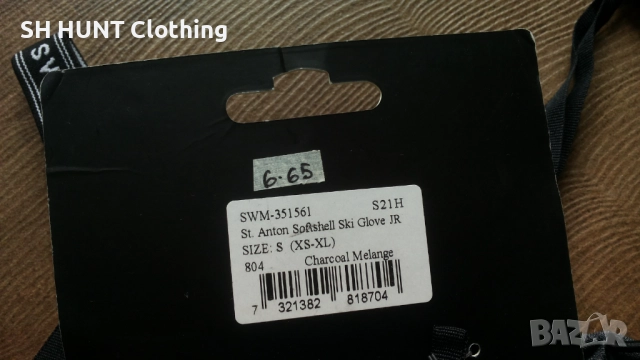 SH HUNT Clothing
6.65
SWM-351561 S21H
St. Anton Softshell Ski Glove JR
SIZE: S (XS-XL)
804 Charcoal Melange
7 321382 818704
BAZAR